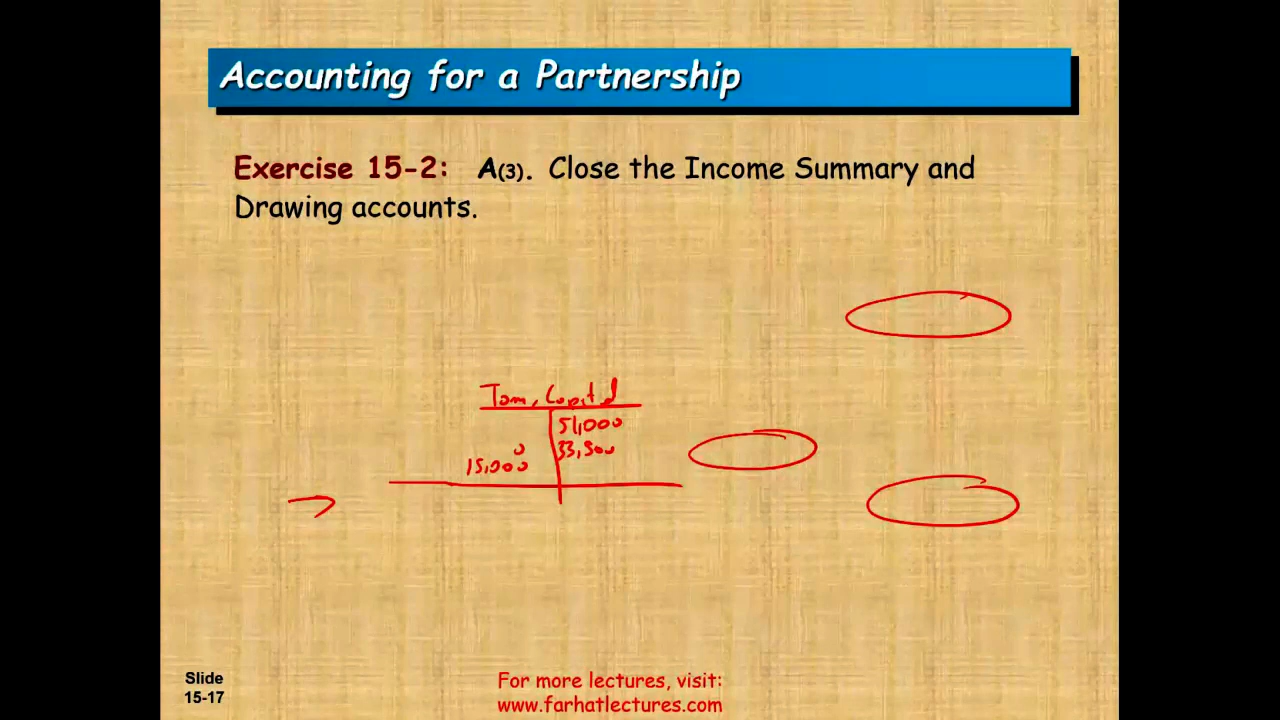 Accounting for a Partnership
Exercise 15-2: A(3). Close the Income Summary and
Drawing accounts.
Tom, Capital
51,000
0 33,500
15,000
Slide
15-17
For more lectures, visit:
www.farhatlectures.com